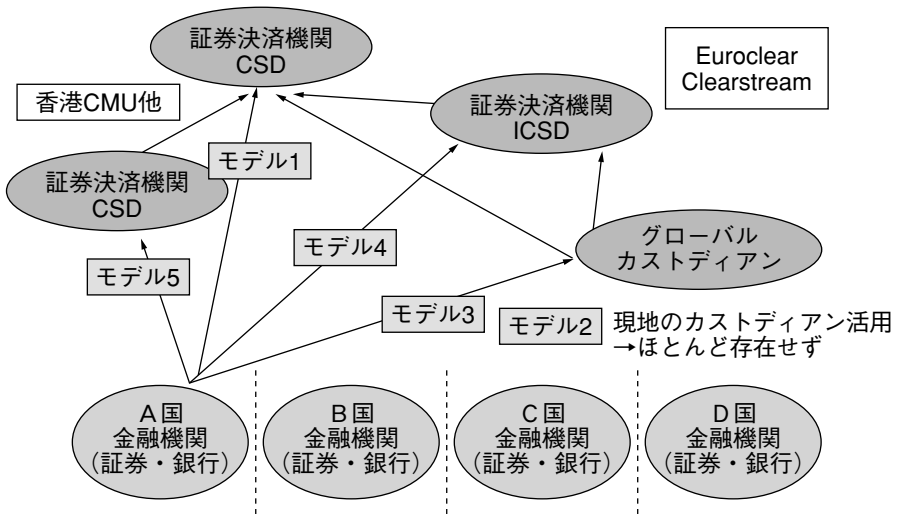 証券決済機関
CSD
Euroclear
Clearstream
香港CMU他
証券決済機関
ICSD
モデル1
証券決済機関
CSD
モデル4
グローバル
カストディアン
モデル5
モデル3
モデル2
現地のカストディアン活用
→ほとんど存在せず
A国
金融機関
(証券・銀行)
B国
金融機関
(証券・銀行)
C国
金融機関
(証券・銀行)
D国
金融機関
(証券・銀行)